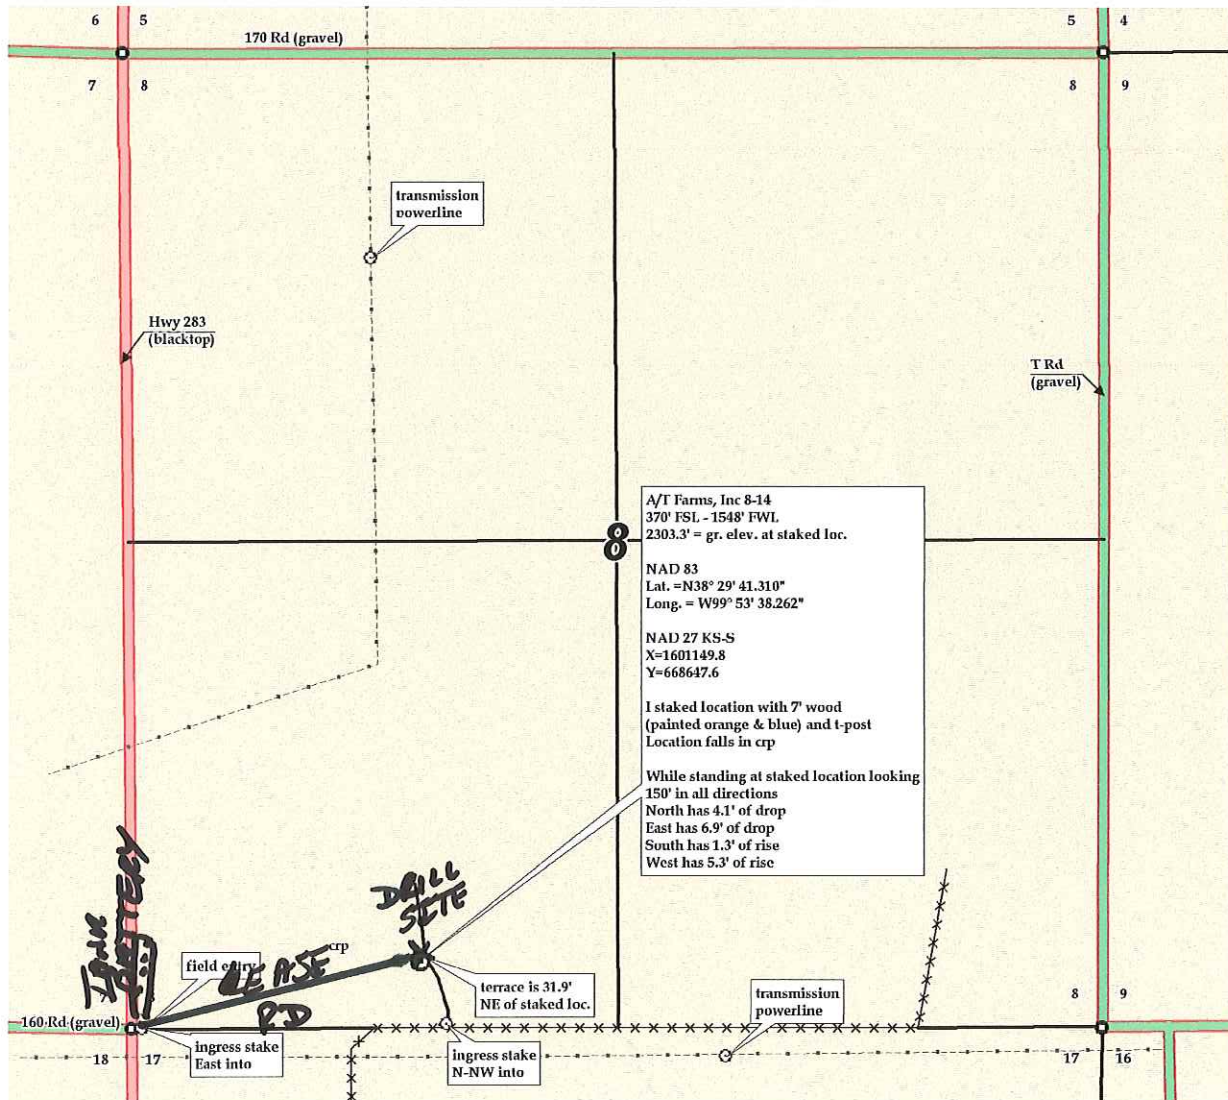 6 5
5 4
170 Rd (gravel)
7 8
8 9
transmission
powerline
Hwy 283
(blacktop)
T Rd
(gravel)
8
A/T Farms, Inc 8-14
370' FSL - 1548' FWL
2303.3' = gr. elev. at staked loc.
NAD 83
Lat. =N38° 29' 41.310"
Long. = W99° 53' 38.262"
NAD 27 KS-S
X=1601149.8
Y=668647.6
I staked location with 7' wood
(painted orange & blue) and t-post
Location falls in crp
While standing at staked location looking
150' in all directions
North has 4.1' of drop
East has 6.9' of drop
South has 1.3' of rise
West has 5.3' of rise
TANK
BATTERY
DRILL
SITE
crp
field entry
LEASE
RD
terrace is 31.9'
NE of staked loc.
transmission
powerline
8 9
160 Rd (gravel)
ingress stake
East into
ingress stake
N-NW into
18 17
17 16